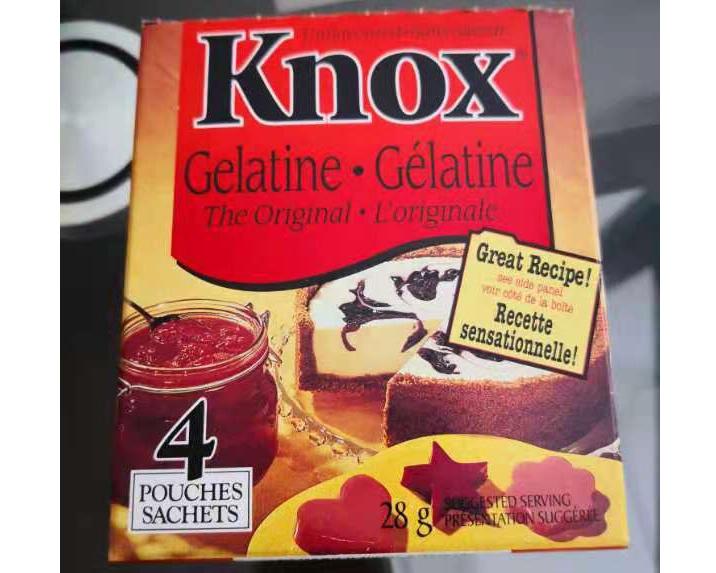 Knox
Gelatine • Gélatine
The Original • L'originale
Great Recipe!
see side panel
voir côté de la boîte
Recette
sensationnelle!
4
POUCHES
SACHETS
28 g
SUGGESTED SERVING
PRÉSENTATION SUGGÉRÉE